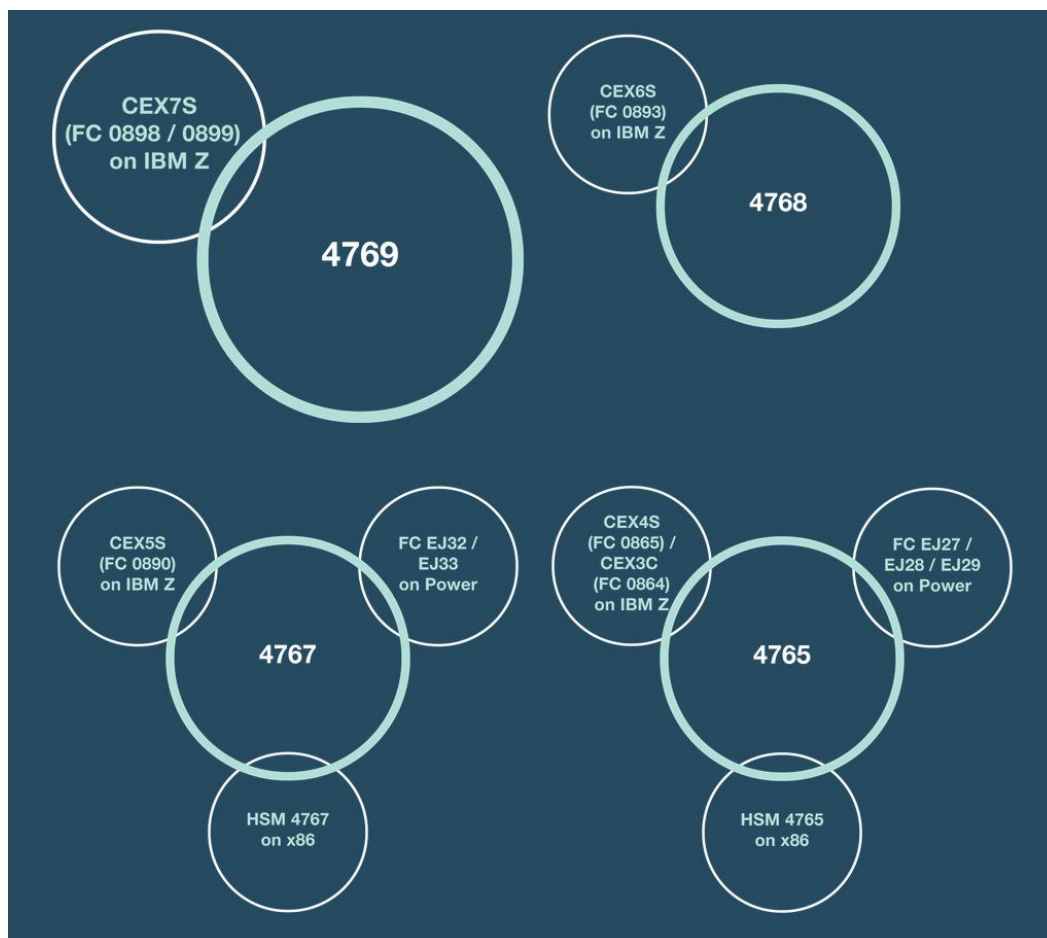 CEX7S
(FC 0898 / 0899)
on IBM Z
4769
CEX6S
(FC 0893)
on IBM Z
4768
CEX5S
(FC 0890)
on IBM Z
FC EJ32 /
EJ33
on Power
4767
HSM 4767
on x86
CEX4S
(FC 0865) /
CEX3C
(FC 0864)
on IBM Z
FC EJ27 /
EJ28 / EJ29
on Power
4765
HSM 4765
on x86